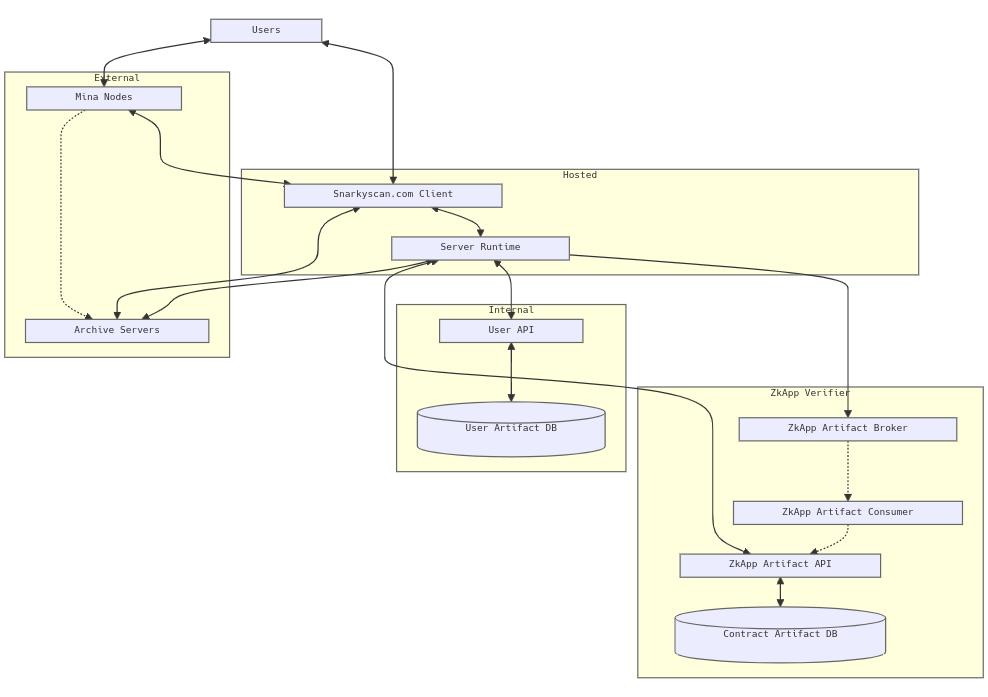 Users
External
Mina Nodes
Hosted
Snarkyscan.com Client
Server Runtime
Internal
Archive Servers
User API
ZkApp Verifier
User Artifact DB
ZkApp Artifact Broker
ZkApp Artifact Consumer
ZkApp Artifact API
Contract Artifact DB